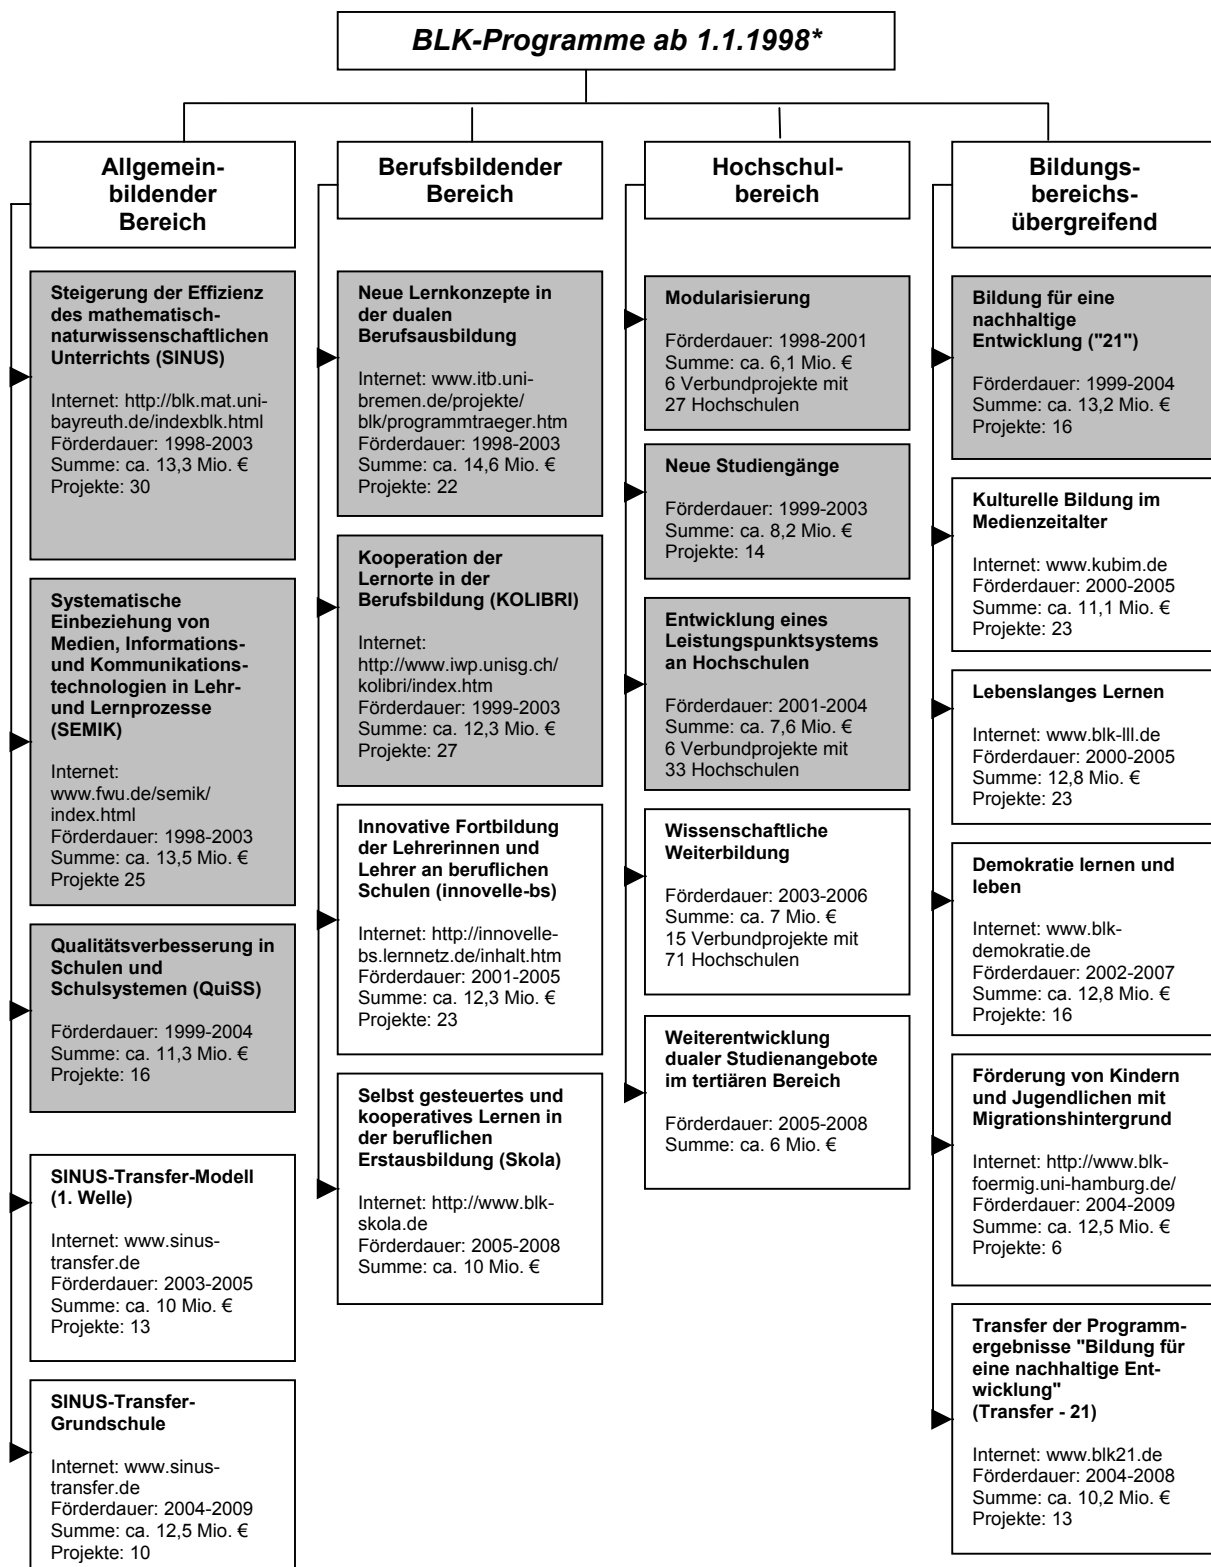 BLK-Programme ab 1.1.1998*
Allgemein-
bildender
Bereich
Steigerung der Effizienz
des mathematisch-
naturwissenschaftlichen
Unterrichts (SINUS)
Internet: http://blk.mat.uni-
bayreuth.de/indexblk.html
Förderdauer: 1998-2003
Summe: ca. 13,3 Mio. €
Projekte: 30
Systematische
Einbeziehung von
Medien, Informations-
und Kommunikations-
technologien in Lehr-
und Lernprozesse
(SEMIK)
Internet:
www.fwu.de/semik/
index.html
Förderdauer: 1998-2003
Summe: ca. 13,5 Mio. €
Projekte 25
Qualitätsverbesserung in
Schulen und
Schulsystemen (QuiSS)
Förderdauer: 1999-2004
Summe: ca. 11,3 Mio. €
Projekte: 16
SINUS-Transfer-Modell
(1. Welle)
Internet: www.sinus-
transfer.de
Förderdauer: 2003-2005
Summe: ca. 10 Mio. €
Projekte: 13
SINUS-Transfer-
Grundschule
Internet: www.sinus-
transfer.de
Förderdauer: 2004-2009
Summe: ca. 12,5 Mio. €
Projekte: 10
Berufsbildender
Bereich
Neue Lernkonzepte in
der dualen
Berufsausbildung
Internet: www.itb.uni-
bremen.de/projekte/
blk/programmtraeger.htm
Förderdauer: 1998-2003
Summe: ca. 14,6 Mio. €
Projekte: 22
Kooperation der
Lernorte in der
Berufsbildung (KOLIBRI)
Internet:
http://www.iwp.unisg.ch/
kolibri/index.htm
Förderdauer: 1999-2003
Summe: ca. 12,3 Mio. €
Projekte: 27
Innovative Fortbildung
der Lehrerinnen und
Lehrer an beruflichen
Schulen (innovelle-bs)
Internet: http://innovelle-
bs.lernnetz.de/inhalt.htm
Förderdauer: 2001-2005
Summe: ca. 12,3 Mio. €
Projekte: 23
Selbst gesteuertes und
kooperatives Lernen in
der beruflichen
Erstausbildung (Skola)
Internet: http://www.blk-
skola.de
Förderdauer: 2005-2008
Summe: ca. 10 Mio. €
Hochschul-
bereich
Modularisierung
Förderdauer: 1998-2001
Summe: ca. 6,1 Mio. €
6 Verbundprojekte mit
27 Hochschulen
Neue Studiengänge
Förderdauer: 1999-2003
Summe: ca. 8,2 Mio. €
Projekte: 14
Entwicklung eines
Leistungspunktsystems
an Hochschulen
Förderdauer: 2001-2004
Summe: ca. 7,6 Mio. €
6 Verbundprojekte mit
33 Hochschulen
Wissenschaftliche
Weiterbildung
Förderdauer: 2003-2006
Summe: ca. 7 Mio. €
15 Verbundprojekte mit
71 Hochschulen
Weiterentwicklung
dualer Studienangebote
im tertiären Bereich
Förderdauer: 2005-2008
Summe: ca. 6 Mio. €
Bildungs-
bereichs-
übergreifend
Bildung für eine
nachhaltige
Entwicklung ("21")
Förderdauer: 1999-2004
Summe: ca. 13,2 Mio. €
Projekte: 16
Kulturelle Bildung im
Medienzeitalter
Internet: www.kubim.de
Förderdauer: 2000-2005
Summe: ca. 11,1 Mio. €
Projekte: 23
Lebenslanges Lernen
Internet: www.blk-lll.de
Förderdauer: 2000-2005
Summe: 12,8 Mio. €
Projekte: 23
Demokratie lernen und
leben
Internet: www.blk-
demokratie.de
Förderdauer: 2002-2007
Summe: ca. 12,8 Mio. €
Projekte: 16
Förderung von Kindern
und Jugendlichen mit
Migrationshintergrund
Internet: http://www.blk-
foermig.uni-hamburg.de/
Förderdauer: 2004-2009
Summe: ca. 12,5 Mio. €
Projekte: 6
Transfer der Programm-
ergebnisse "Bildung für
eine nachhaltige Ent-
wicklung"
(Transfer - 21)
Internet: www.blk21.de
Förderdauer: 2004-2008
Summe: ca. 10,2 Mio. €
Projekte: 13